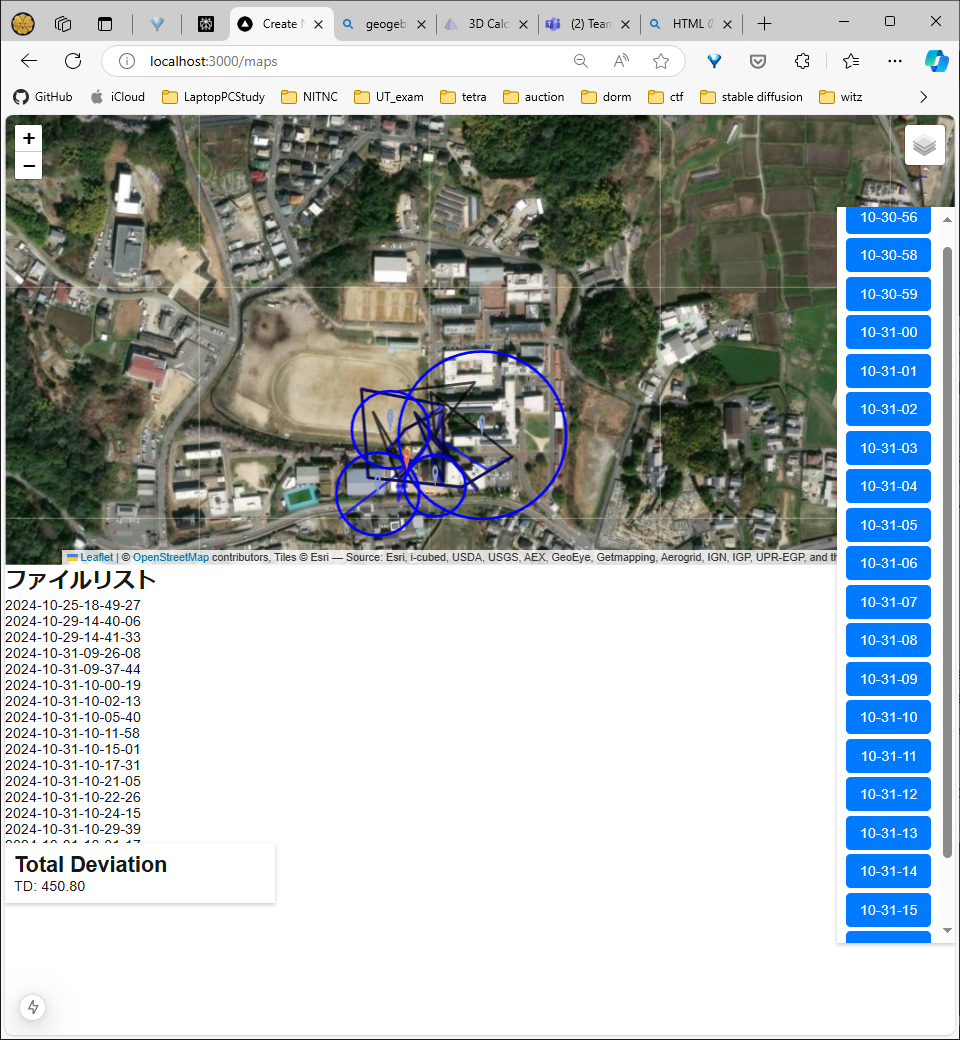 Create N
geogeb
3D Calc
(2) Tean
HTML の
localhost:3000/maps
GitHub
iCloud
LaptopPCStudy
NITNC
UT_exam
tetra
auction
dorm
ctf
stable diffusion
witz
+
−
10-30-56
10-30-58
10-30-59
10-31-00
10-31-01
10-31-02
10-31-03
10-31-04
10-31-05
10-31-06
10-31-07
10-31-08
10-31-09
10-31-10
10-31-11
10-31-12
10-31-13
10-31-14
10-31-15
Leaflet | © OpenStreetMap contributors, Tiles © Esri — Source: Esri, i-cubed, USDA, USGS, AEX, GeoEye, Getmapping, Aerogrid, IGN, IGP, UPR-EGP, and th
ファイルリスト
2024-10-25-18-49-27
2024-10-29-14-40-06
2024-10-29-14-41-33
2024-10-31-09-26-08
2024-10-31-09-37-44
2024-10-31-10-00-19
2024-10-31-10-02-13
2024-10-31-10-05-40
2024-10-31-10-11-58
2024-10-31-10-15-01
2024-10-31-10-17-31
2024-10-31-10-21-05
2024-10-31-10-22-26
2024-10-31-10-24-15
2024-10-31-10-29-39
Total Deviation
TD: 450.80